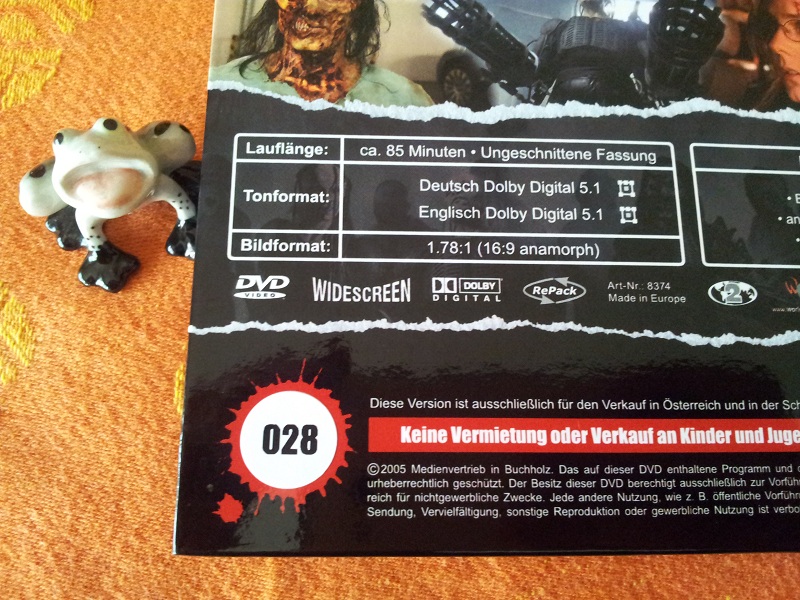 Lauflänge: ca. 85 Minuten • Ungeschnittene Fassung
Tonformat: Deutsch Dolby Digital 5.1
Englisch Dolby Digital 5.1
Bildformat: 1.78:1 (16:9 anamorph)
DVD VIDEO WIDESCREEN DOLBY DIGITAL RePack Art-Nr.: 8374 Made in Europe 2
028
Diese Version ist ausschließlich für den Verkauf in Österreich und in der
Keine Vermietung oder Verkauf an Kinder und
©2005 Medienvertrieb in Buchholz. Das auf dieser DVD enthaltene Programm und
urheberrechtlich geschützt. Der Besitz dieser DVD berechtigt ausschließlich zur
reich für nichtgewerbliche Zwecke. Jede andere Nutzung, wie z. B. öffentliche
Sendung, Vervielfältigung, sonstige Reproduktion oder gewerbliche Nutzung ist